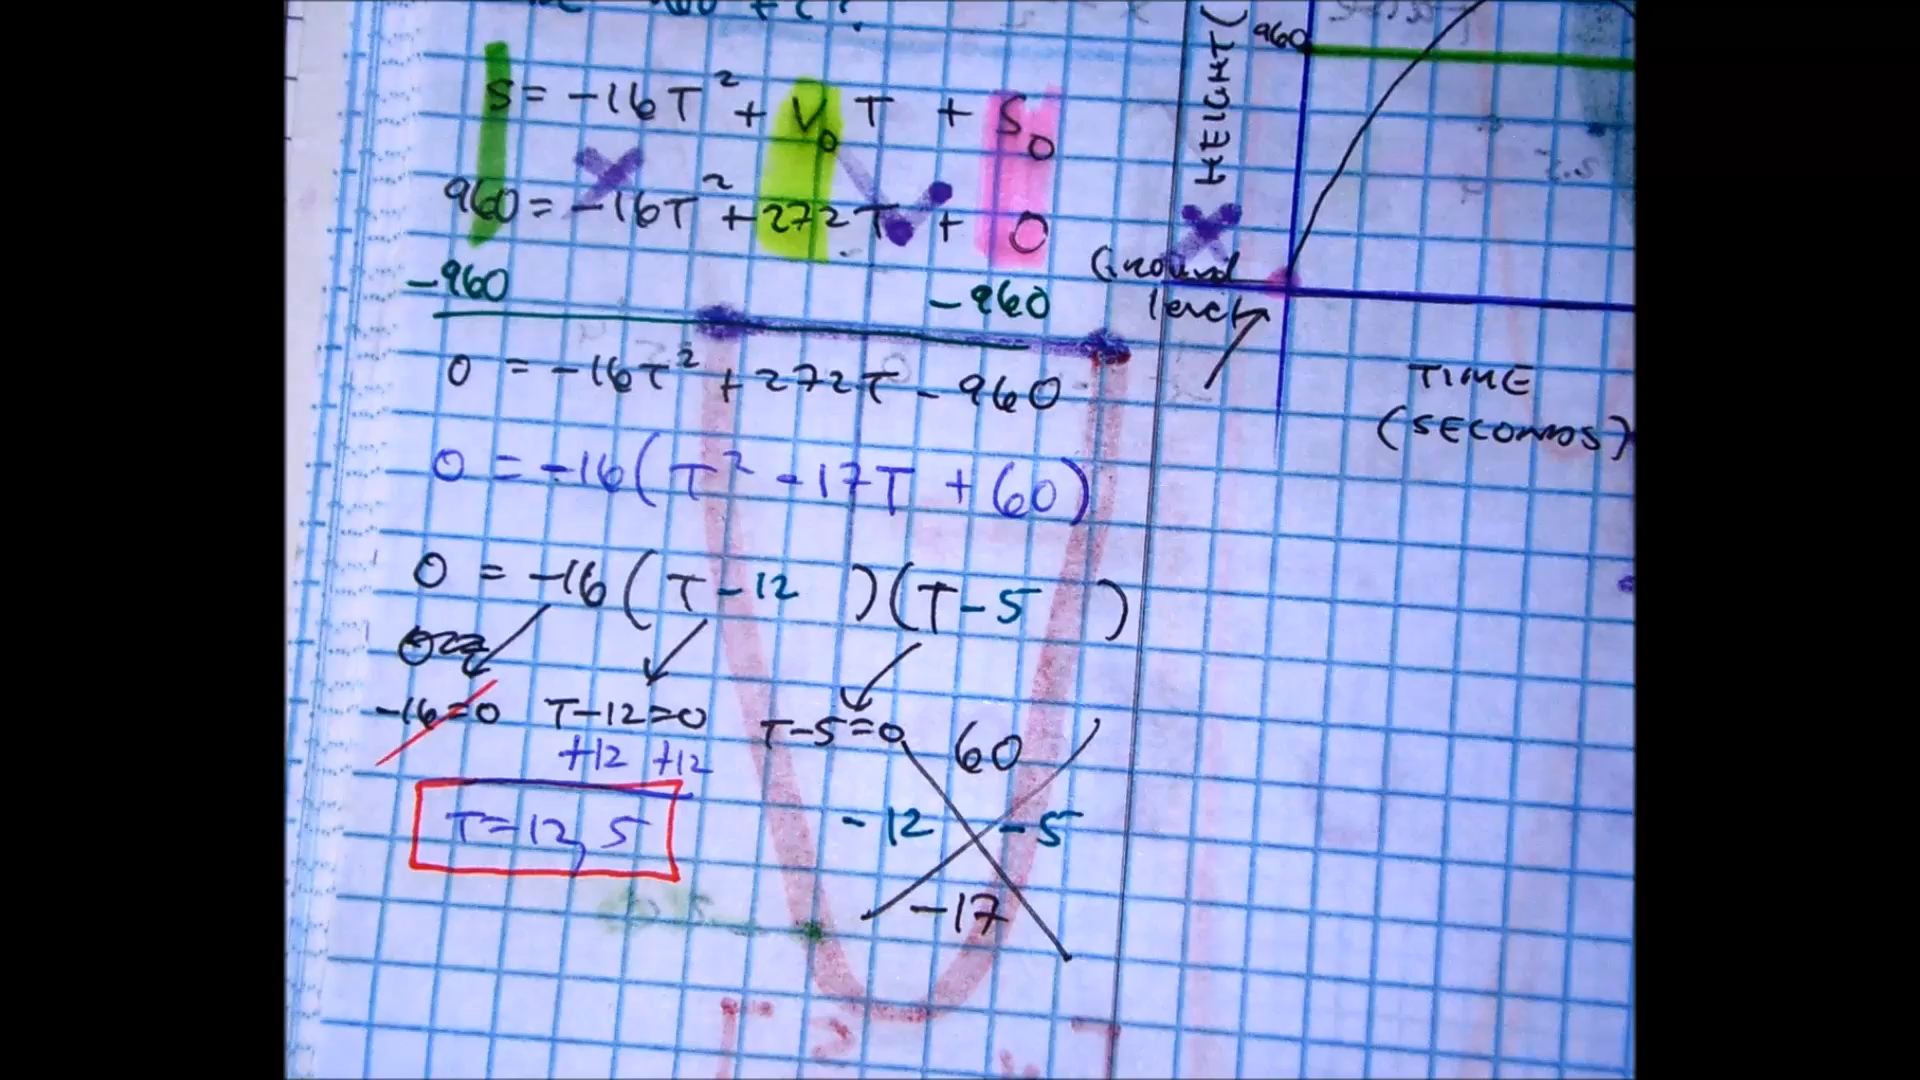 S = -16T² + V₀T + S₀
960 = -16T² + 272T + 0
-960 -960
0 = -16T² + 272T - 960
0 = -16(T² - 17T + 60)
0 = -16(T-12 )(T-5 )
-16=0 T-12=0 T-5=0
+12 +12
T=12, 5
60
-12 -5
-17
HEIGHT(
960
Ground
level
TIME
(SECONDS)